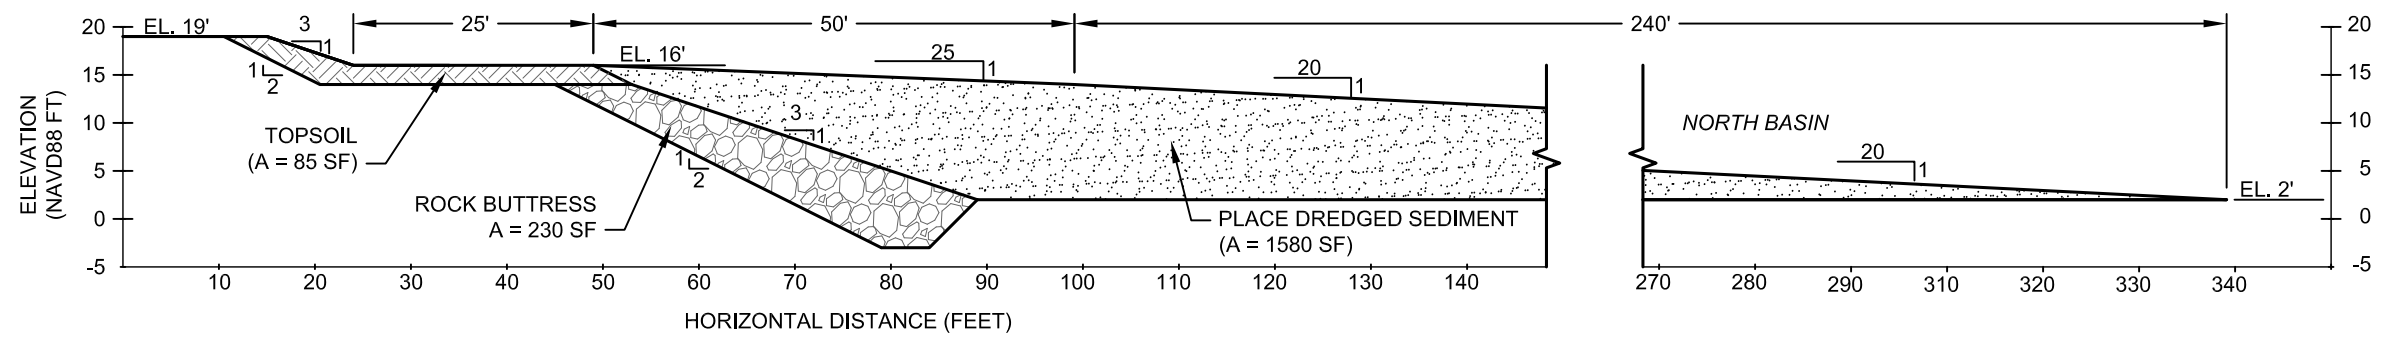 25'
50'
240'
20
15
10
5
0
-5
ELEVATION
(NAVD88 FT)
EL. 19'
3
1
1
2
EL. 16'
25
1
20
1
3
1
1
2
TOPSOIL
(A = 85 SF)
ROCK BUTTRESS
A = 230 SF
PLACE DREDGED SEDIMENT
(A = 1580 SF)
NORTH BASIN
20
1
EL. 2'
20
15
10
5
0
-5
10 20 30 40 50 60 70 80 90 100 110 120 130 140 270 280 290 300 310 320 330 340
HORIZONTAL DISTANCE (FEET)